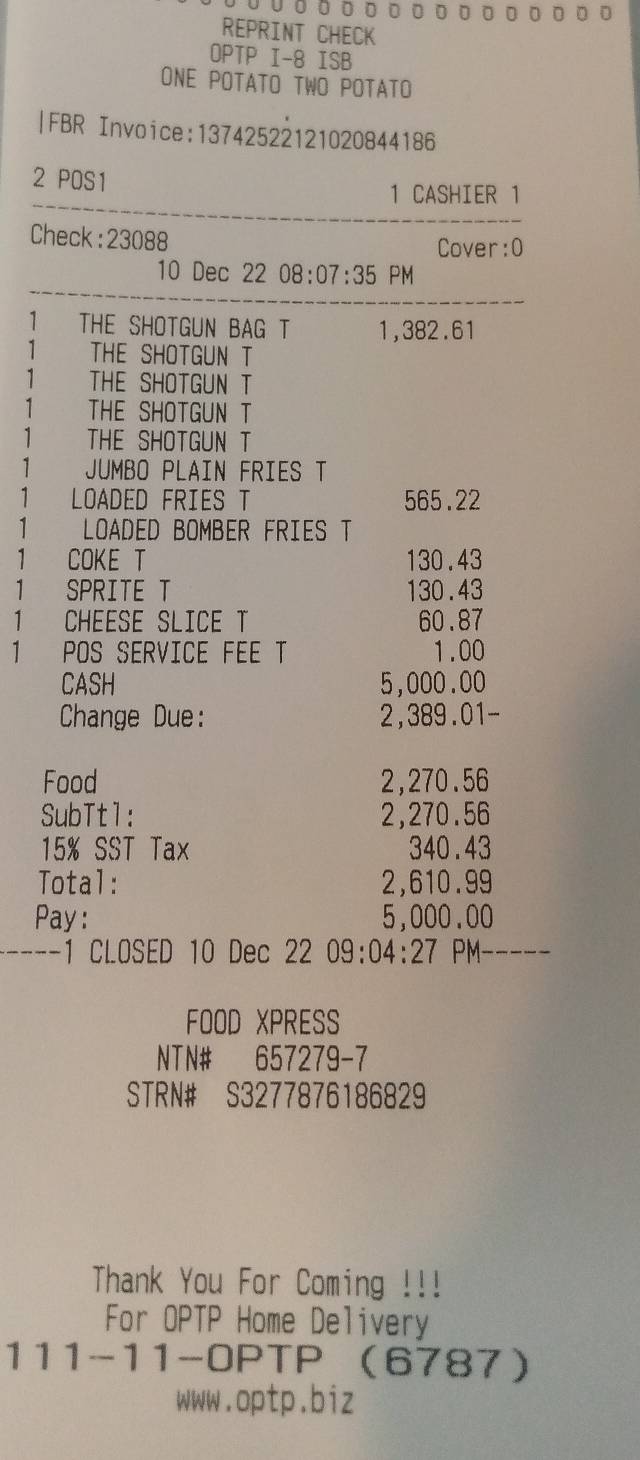 REPRINT CHECK
OPTP I-8 ISB
ONE POTATO TWO POTATO
|FBR Invoice:13742522121020844186
2 POS1 1 CASHIER 1
Check:23088 Cover:0
10 Dec 22 08:07:35 PM
1 THE SHOTGUN BAG T 1,382.61
1 THE SHOTGUN T
1 THE SHOTGUN T
1 THE SHOTGUN T
1 THE SHOTGUN T
1 JUMBO PLAIN FRIES T
1 LOADED FRIES T 565.22
1 LOADED BOMBER FRIES T
1 COKE T 130.43
1 SPRITE T 130.43
1 CHEESE SLICE T 60.87
1 POS SERVICE FEE T 1.00
CASH 5,000.00
Change Due: 2,389.01-
Food 2,270.56
SubTtl: 2,270.56
15% SST Tax 340.43
Total: 2,610.99
Pay: 5,000.00
-----1 CLOSED 10 Dec 22 09:04:27 PM-----
FOOD XPRESS
NTN# 657279-7
STRN# S3277876186829
Thank You For Coming !!!
For OPTP Home Delivery
111-11-OPTP (6787)
www.optp.biz